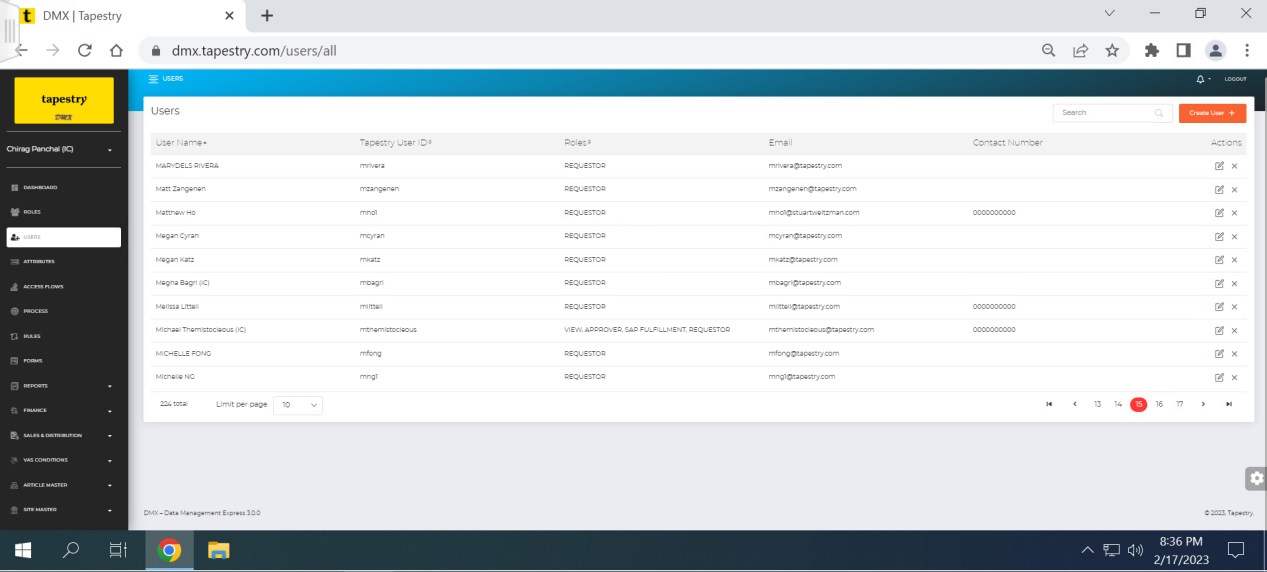 DMX | Tapestry
dmx.tapestry.com/users/all
tapestry
DMX
USERS
LOGOUT
Chirag Panchal (IC)
DASHBOARD
ROLES
USERS
ATTRIBUTES
ACCESS FLOWS
PROCESS
RULES
FORMS
REPORTS
FINANCE
SALES & DISTRIBUTION
VAS CONDITIONS
ARTICLE MASTER
SITE MASTER
Users
Search
Create User +
User Name Tapestry User ID Roles Email Contact Number Actions
MARYDELS RIVERA mrivera REQUESTOR mrivera@tapestry.com
Matt Zangeneh mzangeneh REQUESTOR mzangeneh@tapestry.com
Matthew Ho mho1 REQUESTOR mho1@stuartweitzman.com 0000000000
Megan Cyran mcyran REQUESTOR mcyran@tapestry.com
Megan Katz mkatz REQUESTOR mkatz@tapestry.com
Megha Bagri (IC) mbagri REQUESTOR mbagri@tapestry.com
Melissa Littell mlittell REQUESTOR mlittell@tapestry.com 0000000000
Michael Themistocleous (IC) mthemistocleous VIEW, APPROVER, SAP FULFILLMENT, REQUESTOR mthemistocleous@tapestry.com 0000000000
MICHELLE FONG mfong REQUESTOR mfong@tapestry.com
Michelle NG mng1 REQUESTOR mng1@tapestry.com
224 total Limit per page 10 13 14 15 16 17
DMX – Data Management Express 3.0.0 © 2023, Tapestry.
8:36 PM
2/17/2023